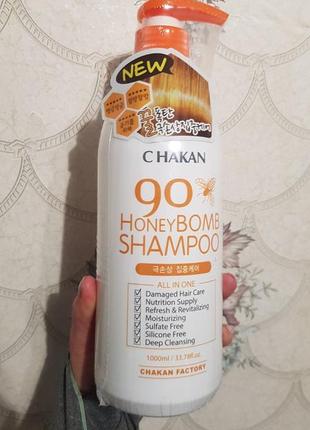 NEW
CHAKAN
90
HONEYBOMB
SHAMPOO
극손상 집중케어
ALL IN ONE
Damaged Hair Care
Nutrition Supply
Refresh & Revitalizing
Moisturizing
Sulfate Free
Silicone Free
Deep Cleansing
1000ml / 33.78fl.oz.
CHAKAN FACTORY